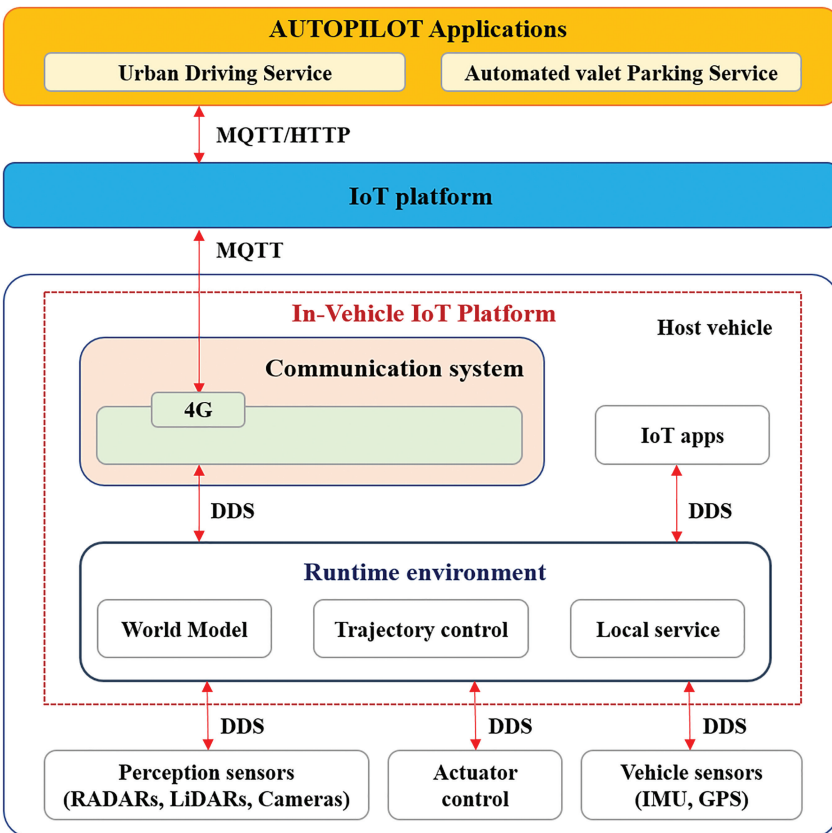 AUTOPILOT Applications
Urban Driving Service
Automated valet Parking Service
MQTT/HTTP
IoT platform
MQTT
In-Vehicle IoT Platform
Host vehicle
Communication system
4G
IoT apps
DDS
DDS
Runtime environment
World Model
Trajectory control
Local service
DDS
DDS
DDS
Perception sensors
(RADARs, LiDARs, Cameras)
Actuator
control
Vehicle sensors
(IMU, GPS)